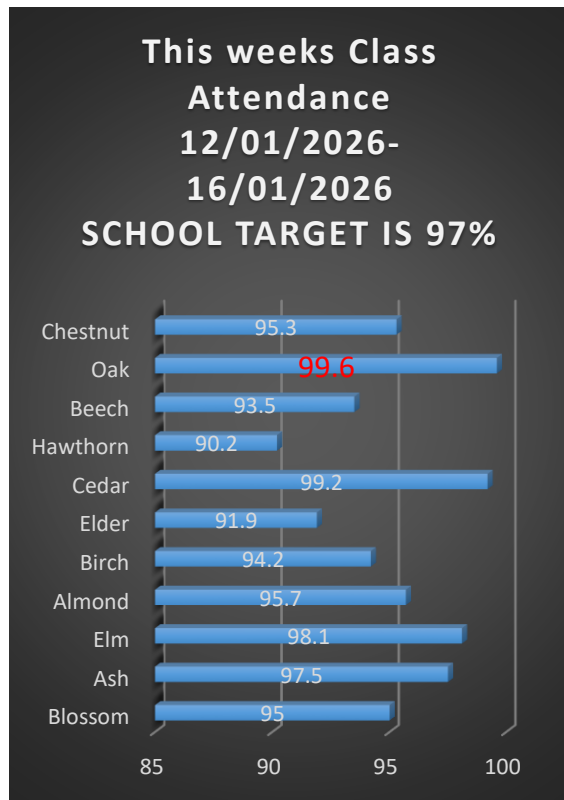 This weeks Class
Attendance
12/01/2026-
16/01/2026
SCHOOL TARGET IS 97%
Chestnut 95.3
Oak 99.6
Beech 93.5
Hawthorn 90.2
Cedar 99.2
Elder 91.9
Birch 94.2
Almond 95.7
Elm 98.1
Ash 97.5
Blossom 95
85 90 95 100